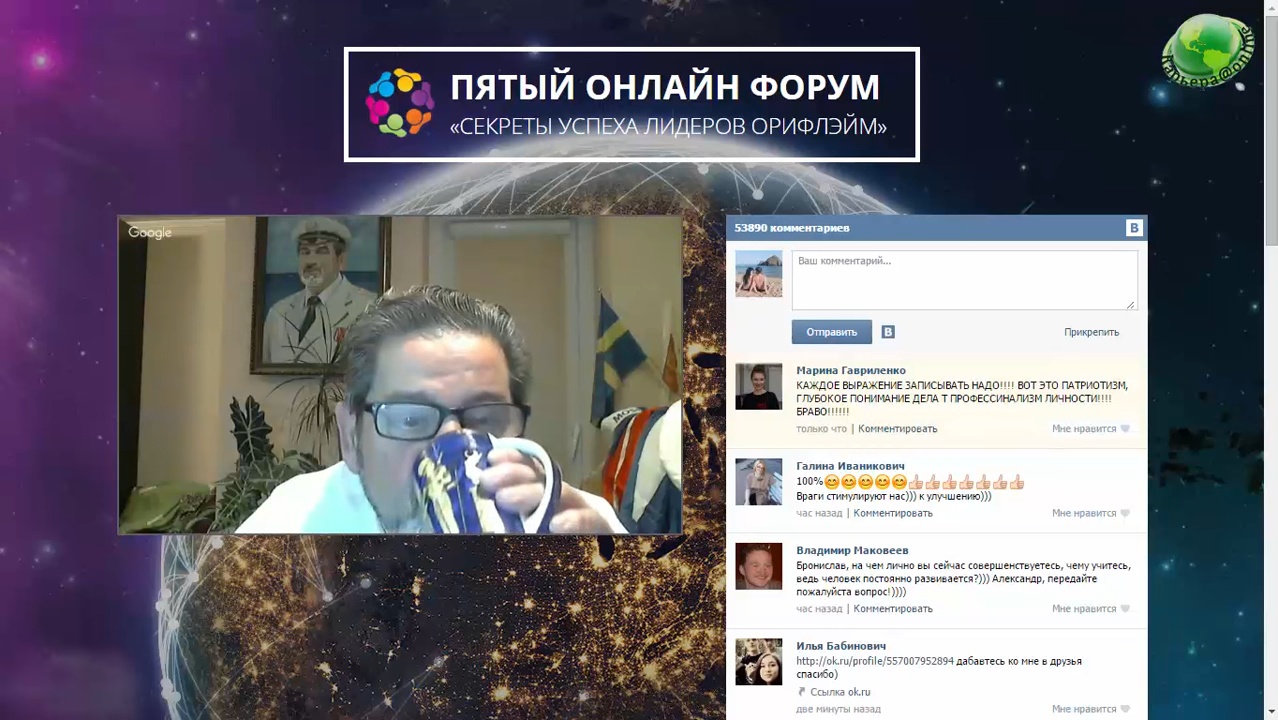 ПЯТЫЙ ОНЛАЙН ФОРУМ
«СЕКРЕТЫ УСПЕХА ЛИДЕРОВ ОРИФЛЭЙМ»
карьера@online
Google
53890 комментариев
В
Ваш комментарий...
Отправить
В
Прикрепить
Марина Гавриленко
КАЖДОЕ ВЫРАЖЕНИЕ ЗАПИСЫВАТЬ НАДО!!!! ВОТ ЭТО ПАТРИОТИЗМ,
ГЛУБОКОЕ ПОНИМАНИЕ ДЕЛА Т ПРОФЕССИНАЛИЗМ ЛИЧНОСТИ!!!!
БРАВО!!!!!!
только что | Комментировать
Мне нравится
Галина Иваникович
100%😊😊😊😊😊👍👍👍👍👍👍👍
Враги стимулируют нас))) к улучшению)))
час назад | Комментировать
Мне нравится
Владимир Маковеев
Бронислав, на чем лично вы сейчас совершенствуетесь, чему учитесь,
ведь человек постоянно развивается?))) Александр, передайте
пожалуйста вопрос!))))
час назад | Комментировать
Мне нравится
Илья Бабинович
http://ok.ru/profile/557007952894 дабавтесь ко мне в друзья
спасибо)
Ссылка ok.ru
две минуты назад
Мне нравится